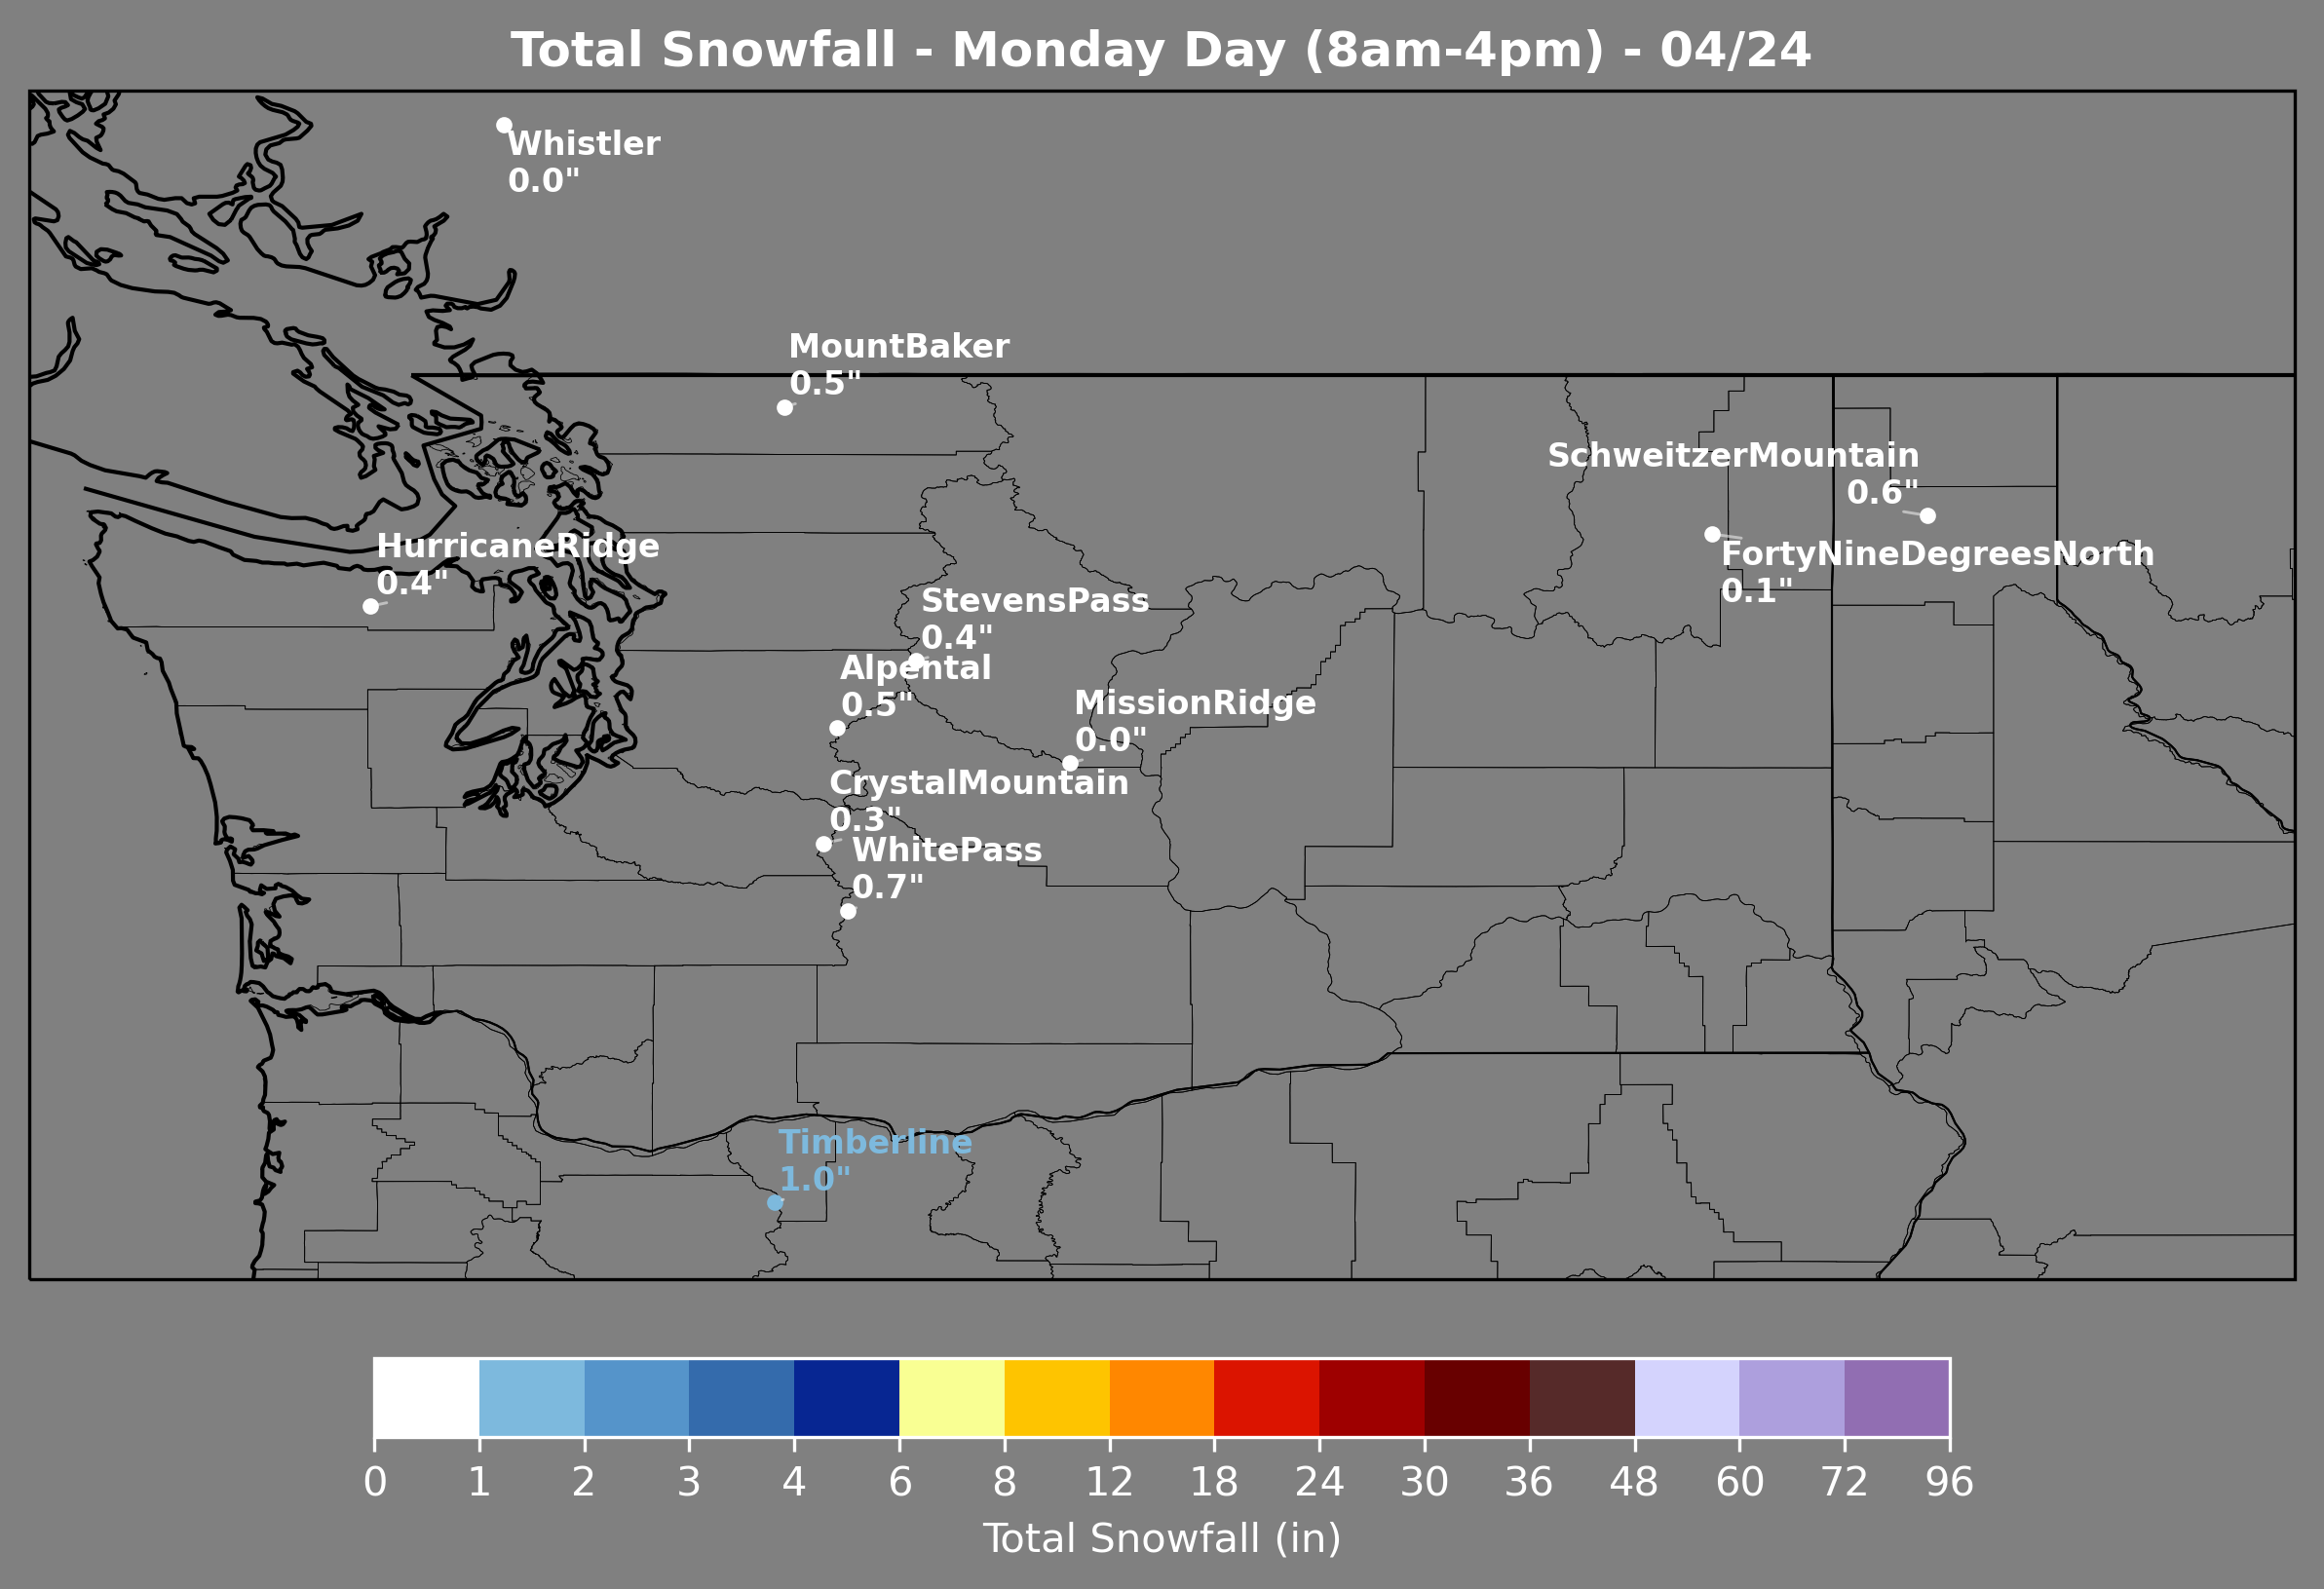 Total Snowfall - Monday Day (8am-4pm) - 04/24
Whistler
0.0"
MountBaker
0.5"
SchweitzerMountain
0.6"
HurricaneRidge
0.4"
FortyNineDegreesNorth
0.1"
StevensPass
0.4"
Alpental
0.5"
MissionRidge
0.0"
CrystalMountain
0.3"
WhitePass
0.7"
Timberline
1.0"
0 1 2 3 4 6 8 12 18 24 30 36 48 60 72 96
Total Snowfall (in)